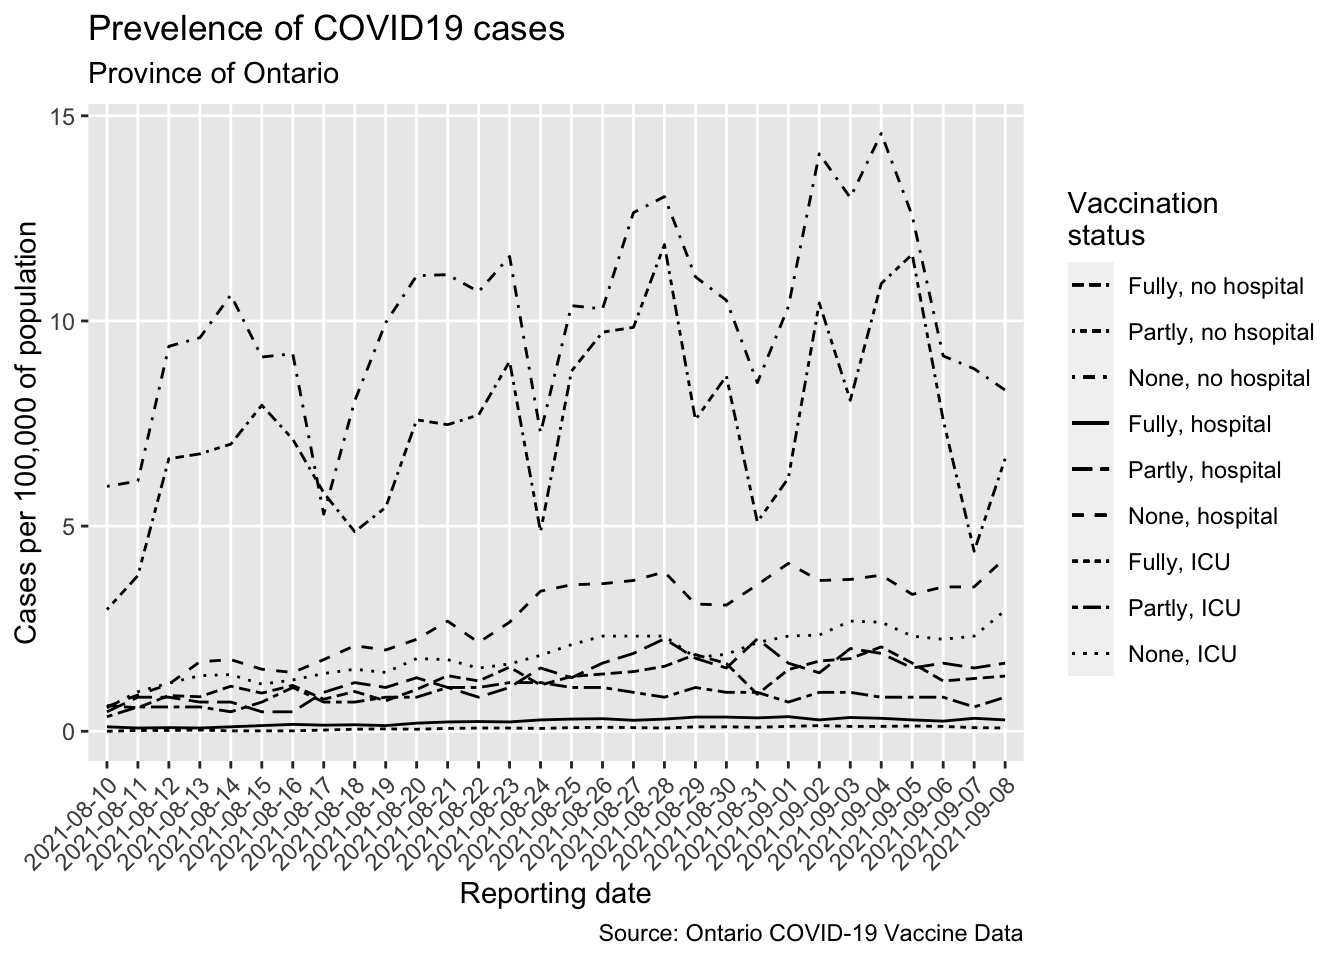 Prevelence of COVID19 cases
Province of Ontario
Cases per 100,000 of population
15
10
5
0
2021-08-10
2021-08-11
2021-08-12
2021-08-13
2021-08-14
2021-08-15
2021-08-16
2021-08-17
2021-08-18
2021-08-19
2021-08-20
2021-08-21
2021-08-22
2021-08-23
2021-08-24
2021-08-25
2021-08-26
2021-08-27
2021-08-28
2021-08-29
2021-08-30
2021-08-31
2021-09-01
2021-09-02
2021-09-03
2021-09-04
2021-09-05
2021-09-06
2021-09-07
2021-09-08
Reporting date
Vaccination
status
Fully, no hospital
Partly, no hsopital
None, no hospital
Fully, hospital
Partly, hospital
None, hospital
Fully, ICU
Partly, ICU
None, ICU
Source: Ontario COVID-19 Vaccine Data